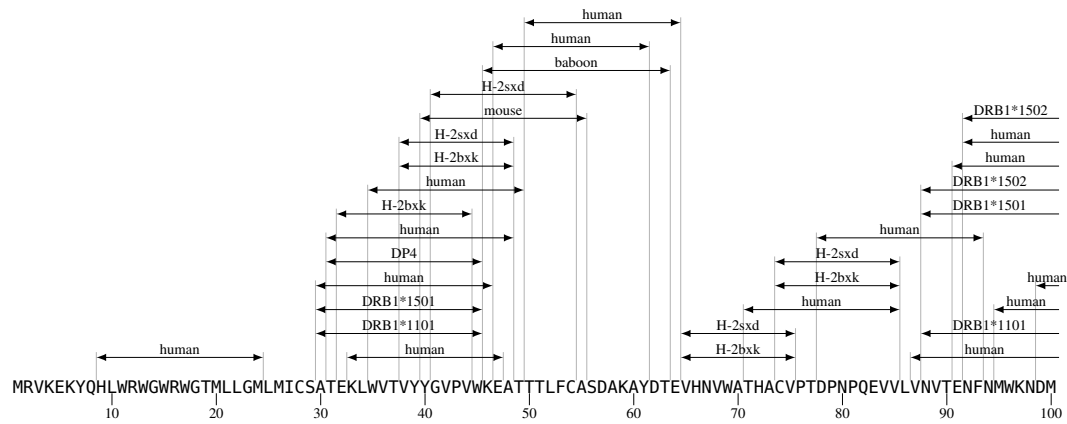 human
human
baboon
H-2sxd
mouse DRB1*1502
H-2sxd human
H-2bxk human
human DRB1*1502
H-2bxk DRB1*1501
human human
DP4 H-2sxd
human H-2bxk human
DRB1*1501 human human
DRB1*1101 H-2sxd DRB1*1101
human human H-2bxk human
MRVKEKYQHLWRWGWRWGTMLLGMLMICSATEKLWVTVYYGVPVWKEATTTLFCASDAKAYDTEVHNVWATHACVPTDPNPQEVVLVNVTENFNMWKNDM
10 20 30 40 50 60 70 80 90 100